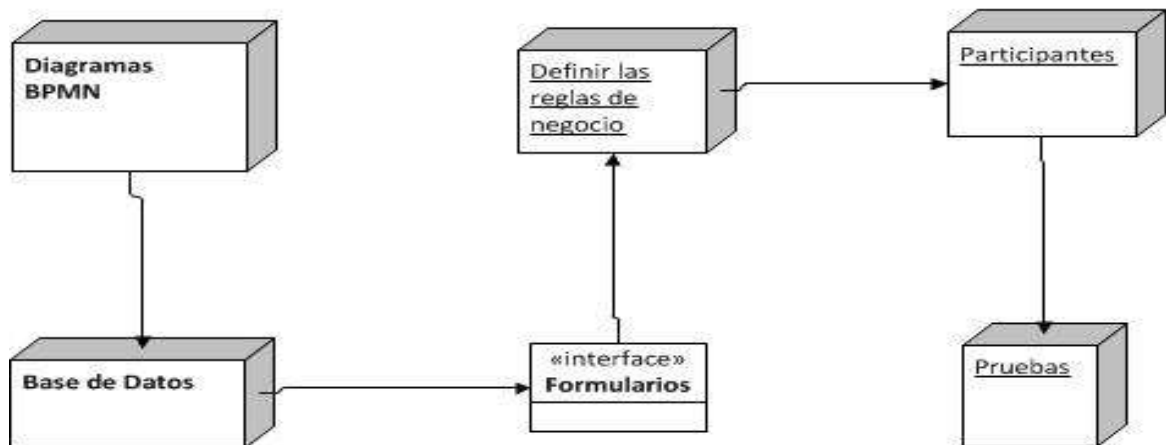 Diagramas
BPMN
Definir las
reglas de
negocio
Participantes
Base de Datos
«interface»
Formularios
Pruebas